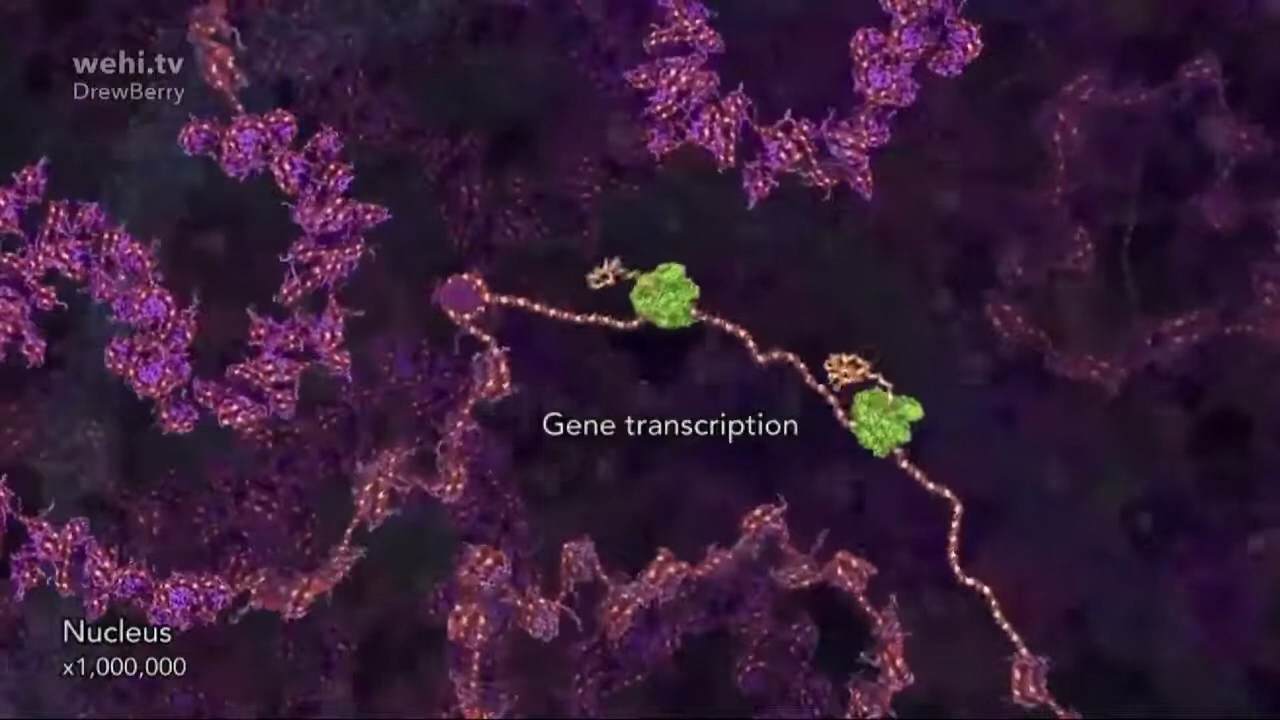 wehi.tv
DrewBerry
Gene transcription
Nucleus
x1,000,000